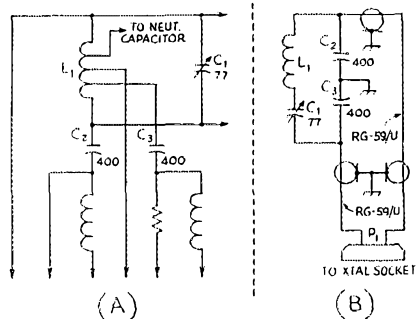 TO NEUT.
CAPACITOR
L1
C1
77
C2
400
C3
400
(A)
C2
400
L1
C3
400
C1
77
RG-59/U
RG-59/U
P1
TO XTAL SOCKET
(B)